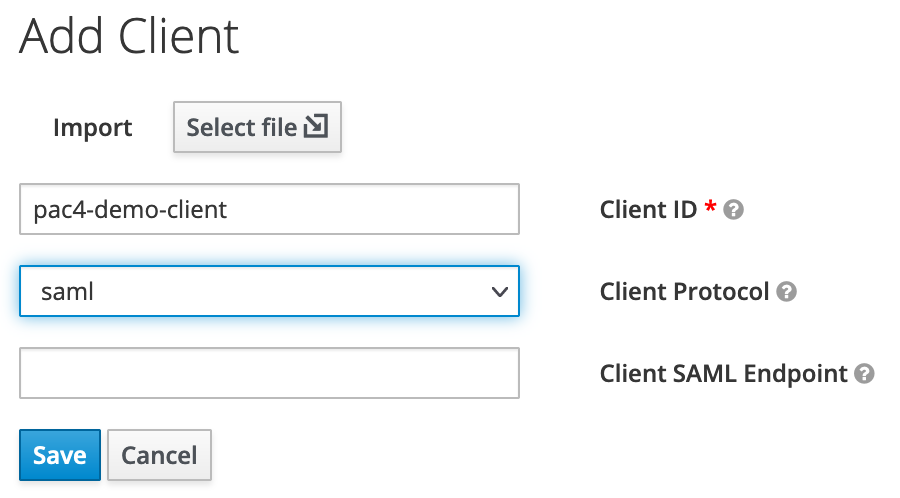 Add Client
Import Select file
pac4-demo-client Client ID *
saml Client Protocol
Client SAML Endpoint
Save Cancel